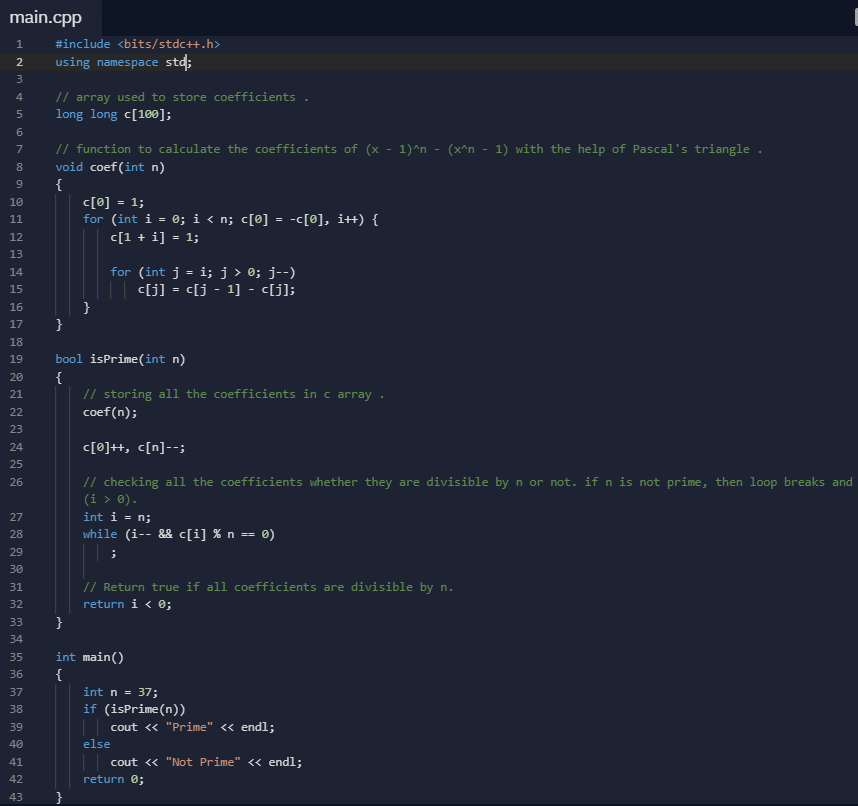 main.cpp
1 #include <bits/stdc++.h>
2 using namespace std;
3
4 // array used to store coefficients .
5 long long c[100];
6
7 // function to calculate the coefficients of (x - 1)^n - (x^n - 1) with the help of Pascal's triangle .
8 void coef(int n)
9 {
10 c[0] = 1;
11 for (int i = 0; i < n; c[0] = -c[0], i++) {
12 c[1 + i] = 1;
13
14 for (int j = i; j > 0; j--)
15 c[j] = c[j - 1] - c[j];
16 }
17 }
18
19 bool isPrime(int n)
20 {
21 // storing all the coefficients in c array .
22 coef(n);
23
24 c[0]++, c[n]--;
25
26 // checking all the coefficients whether they are divisible by n or not. if n is not prime, then loop breaks and
(i > 0).
27 int i = n;
28 while (i-- && c[i] % n == 0)
29 ;
30
31 // Return true if all coefficients are divisible by n.
32 return i < 0;
33 }
34
35 int main()
36 {
37 int n = 37;
38 if (isPrime(n))
39 cout << "Prime" << endl;
40 else
41 cout << "Not Prime" << endl;
42 return 0;
43 }